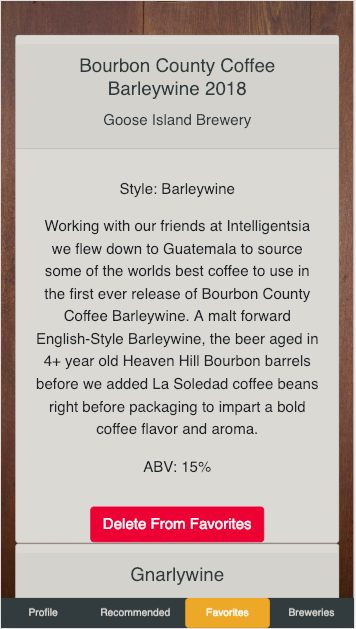 Bourbon County Coffee
Barleywine 2018
Goose Island Brewery
Style: Barleywine
Working with our friends at Intelligentsia
we flew down to Guatemala to source
some of the worlds best coffee to use in
the first ever release of Bourbon County
Coffee Barleywine. A malt forward
English-Style Barleywine, the beer aged in
4+ year old Heaven Hill Bourbon barrels
before we added La Soledad coffee beans
right before packaging to impart a bold
coffee flavor and aroma.
ABV: 15%
Delete From Favorites
Gnarlywine
Profile Recommended Favorites Breweries